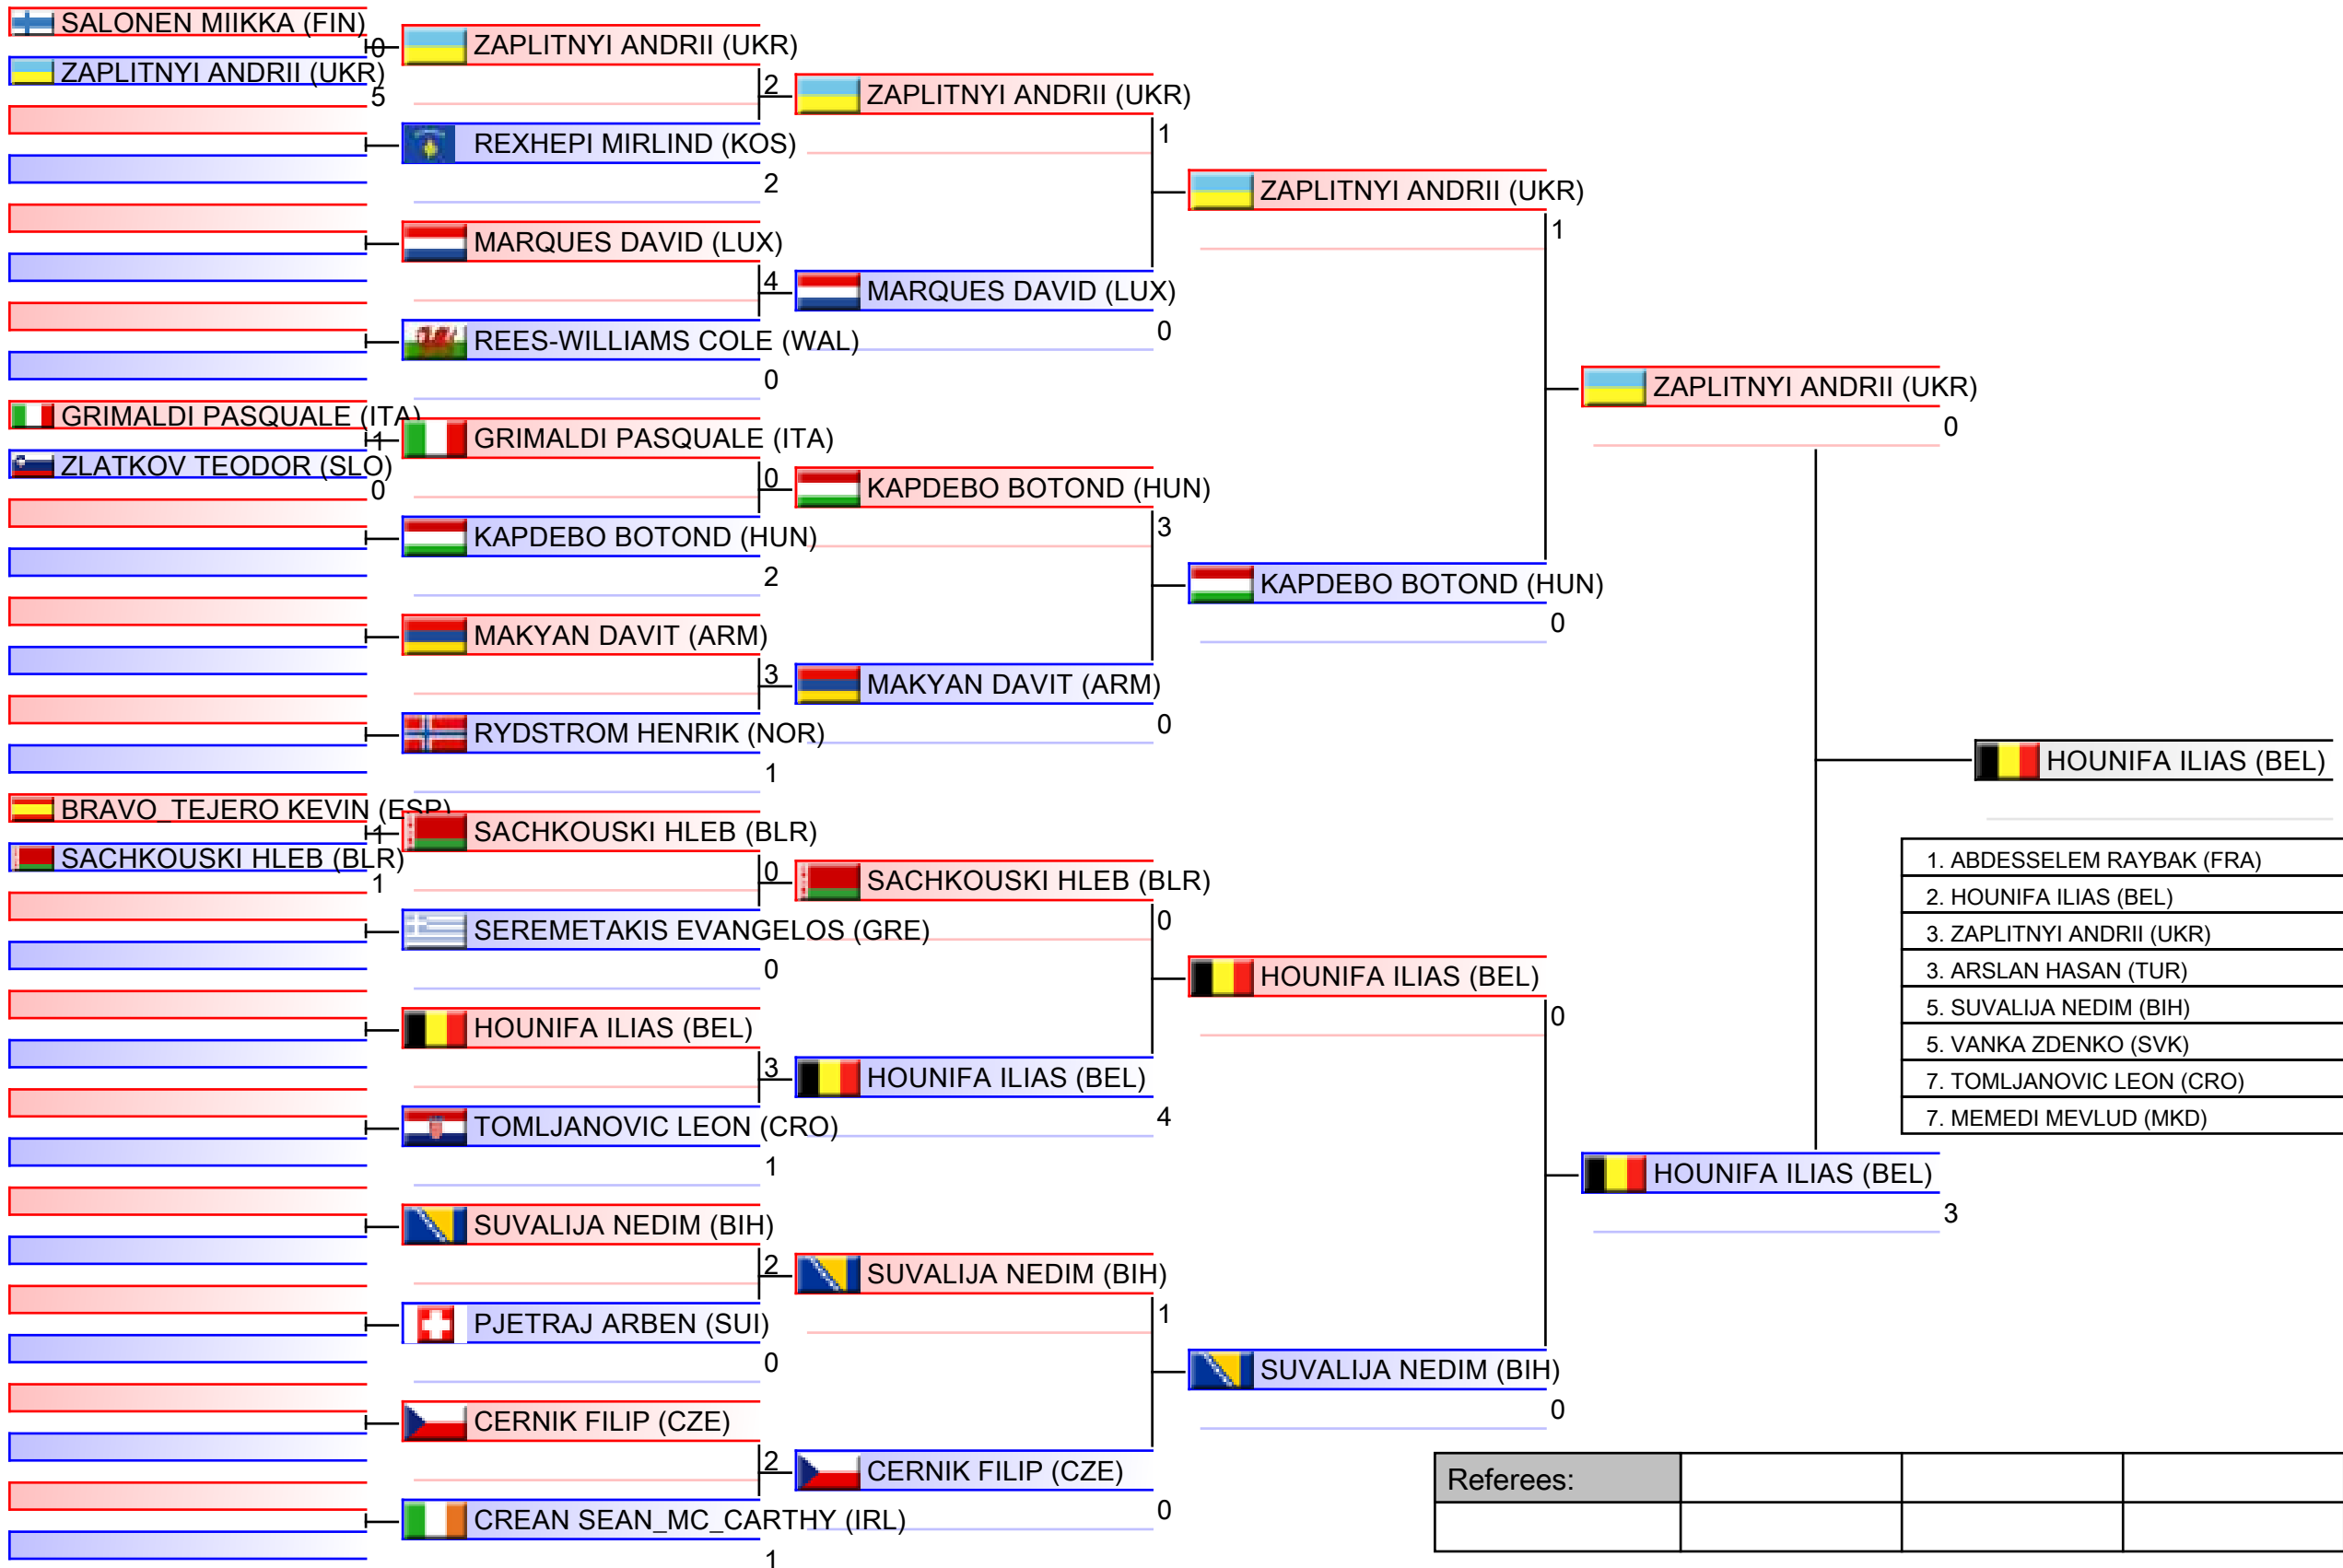 SALONEN MIIKKA (FIN)
0
ZAPLITNYI ANDRII (UKR)
5
GRIMALDI PASQUALE (ITA)
1
ZLATKOV TEODOR (SLO)
0
BRAVO_TEJERO KEVIN (ESP)
1
SACHKOUSKI HLEB (BLR)
1
ZAPLITNYI ANDRII (UKR)
2
REXHEPI MIRLIND (KOS)
2
MARQUES DAVID (LUX)
4
REES-WILLIAMS COLE (WAL)
0
GRIMALDI PASQUALE (ITA)
0
KAPDEBO BOTOND (HUN)
2
MAKYAN DAVIT (ARM)
3
RYDSTROM HENRIK (NOR)
1
SACHKOUSKI HLEB (BLR)
0
SEREMETAKIS EVANGELOS (GRE)
0
HOUNIFA ILIAS (BEL)
3
TOMLJANOVIC LEON (CRO)
1
SUVALIJA NEDIM (BIH)
2
PJETRAJ ARBEN (SUI)
0
CERNIK FILIP (CZE)
2
CREAN SEAN_MC_CARTHY (IRL)
1
ZAPLITNYI ANDRII (UKR)
1
MARQUES DAVID (LUX)
0
KAPDEBO BOTOND (HUN)
3
MAKYAN DAVIT (ARM)
0
SACHKOUSKI HLEB (BLR)
0
HOUNIFA ILIAS (BEL)
4
SUVALIJA NEDIM (BIH)
1
CERNIK FILIP (CZE)
0
ZAPLITNYI ANDRII (UKR)
1
KAPDEBO BOTOND (HUN)
0
HOUNIFA ILIAS (BEL)
0
SUVALIJA NEDIM (BIH)
0
ZAPLITNYI ANDRII (UKR)
0
HOUNIFA ILIAS (BEL)
3
HOUNIFA ILIAS (BEL)
1. ABDESSELEM RAYBAK (FRA)
2. HOUNIFA ILIAS (BEL)
3. ZAPLITNYI ANDRII (UKR)
3. ARSLAN HASAN (TUR)
5. SUVALIJA NEDIM (BIH)
5. VANKA ZDENKO (SVK)
7. TOMLJANOVIC LEON (CRO)
7. MEMEDI MEVLUD (MKD)
Referees: